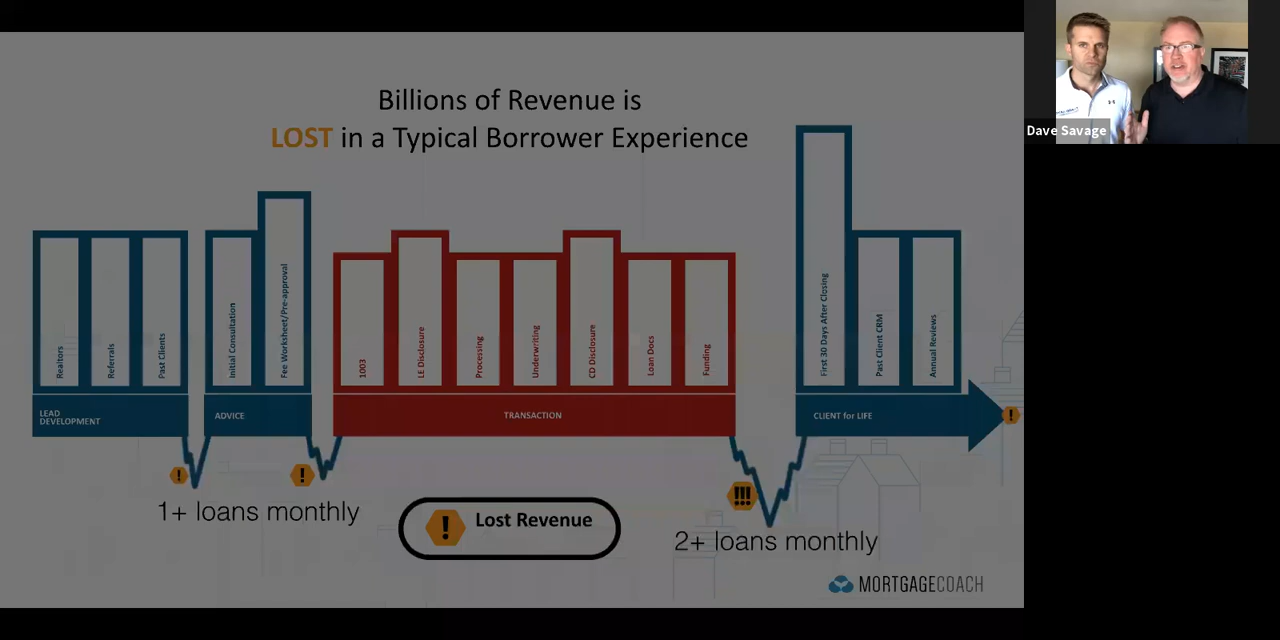 Billions of Revenue is
LOST in a Typical Borrower Experience
Dave Savage
Realtors
Referrals
Past Clients
Initial Consultation
Fee Worksheet/Pre-approval
1003
LE Disclosure
Processing
Underwriting
CD Disclosure
Loan Docs
Funding
First 30 Days After Closing
Past Client CRM
Annual Reviews
LEAD
DEVELOPMENT
ADVICE
TRANSACTION
CLIENT for LIFE
!
!
!
!!!
1+ loans monthly
! Lost Revenue
2+ loans monthly
MORTGAGECOACH